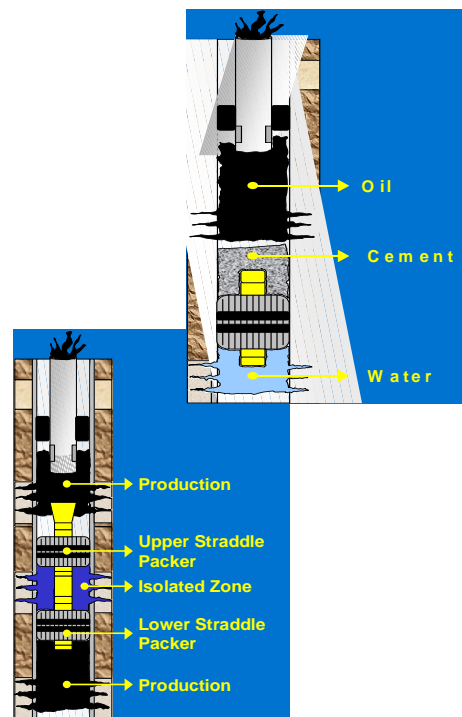 Oil
Cement
Water
Production
Upper Straddle
Packer
Isolated Zone
Lower Straddle
Packer
Production